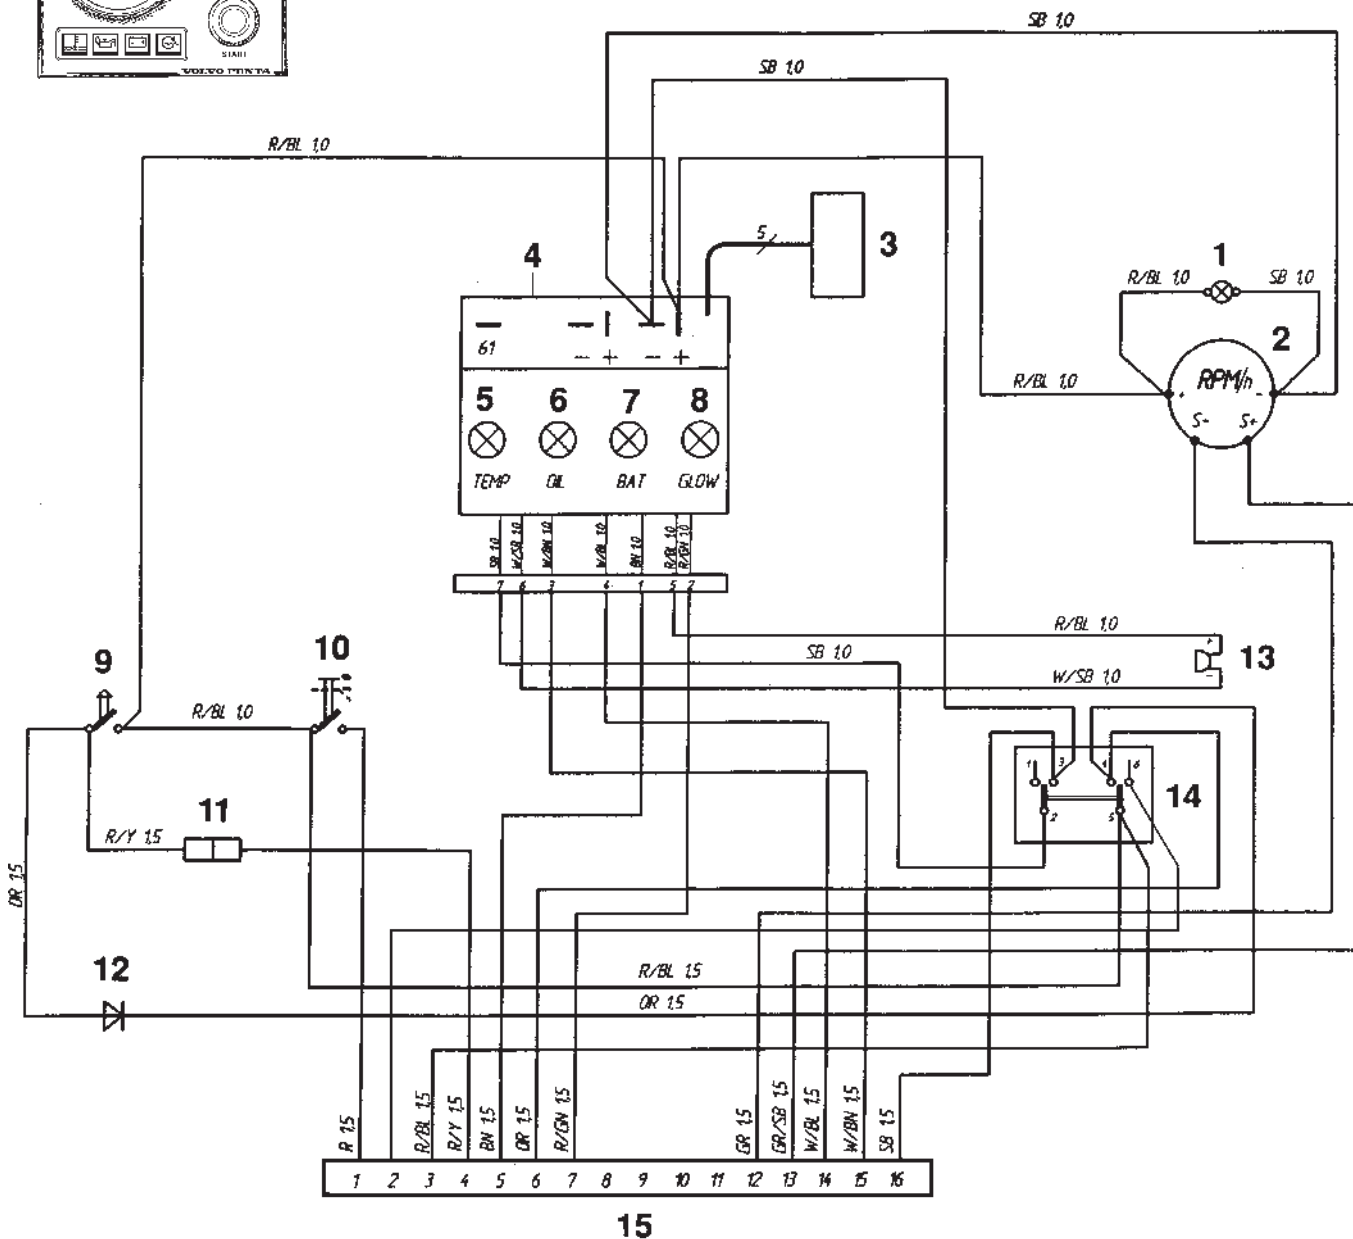 SB 1,0
START
VOLVO PENTA
SB 1,0
R/BL 1,0
5
3
4
1
R/BL 1,0
SB 1,0
2
61
— + — +
R/BL 1,0
RPM/h
+ -
S- S+
5 6 7 8
TEMP OIL BAT GLOW
SB 1.0
W/SB 1.0
W/BN 1.0
W/BL 1.0
BN 1.0
R/BL 1.0
R/GN 1.0
7 6 3 4 1 5 2
R/BL 1,0
+
SB 1,0
13
-
W/SB 1,0
9
10
R/BL 1,0
1 3 4 6
14
2 5
11
R/Y 1,5
OR 1,5
12
R/BL 1,5
OR 1,5
R 1,5
R/BL 1,5
R/Y 1,5
BN 1,5
OR 1,5
R/GN 1,5
GR 1,5
GR/SB 1,5
W/BL 1,5
W/BN 1,5
SB 1,5
1 2 3 4 5 6 7 8 9 10 11 12 13 14 15 16
15